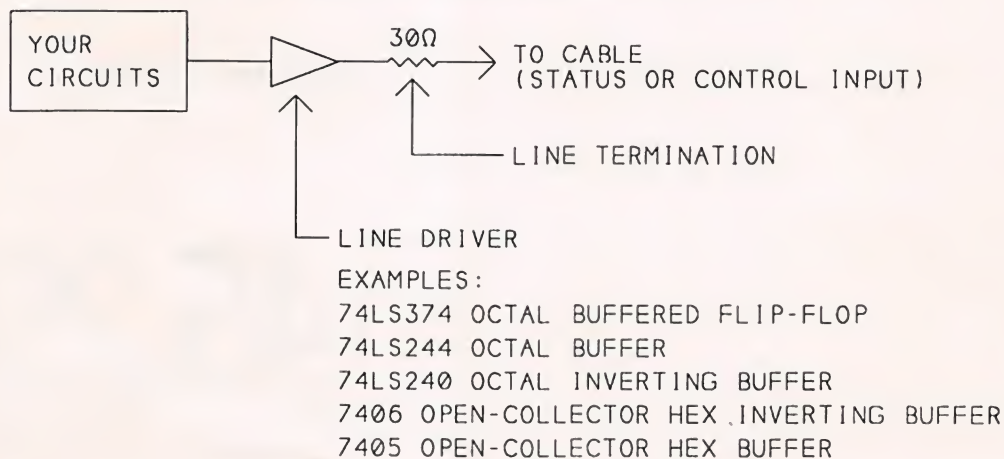 YOUR
CIRCUITS
30Ω
TO CABLE
(STATUS OR CONTROL INPUT)
LINE TERMINATION
LINE DRIVER
EXAMPLES:
74LS374 OCTAL BUFFERED FLIP-FLOP
74LS244 OCTAL BUFFER
74LS240 OCTAL INVERTING BUFFER
7406 OPEN-COLLECTOR HEX INVERTING BUFFER
7405 OPEN-COLLECTOR HEX BUFFER